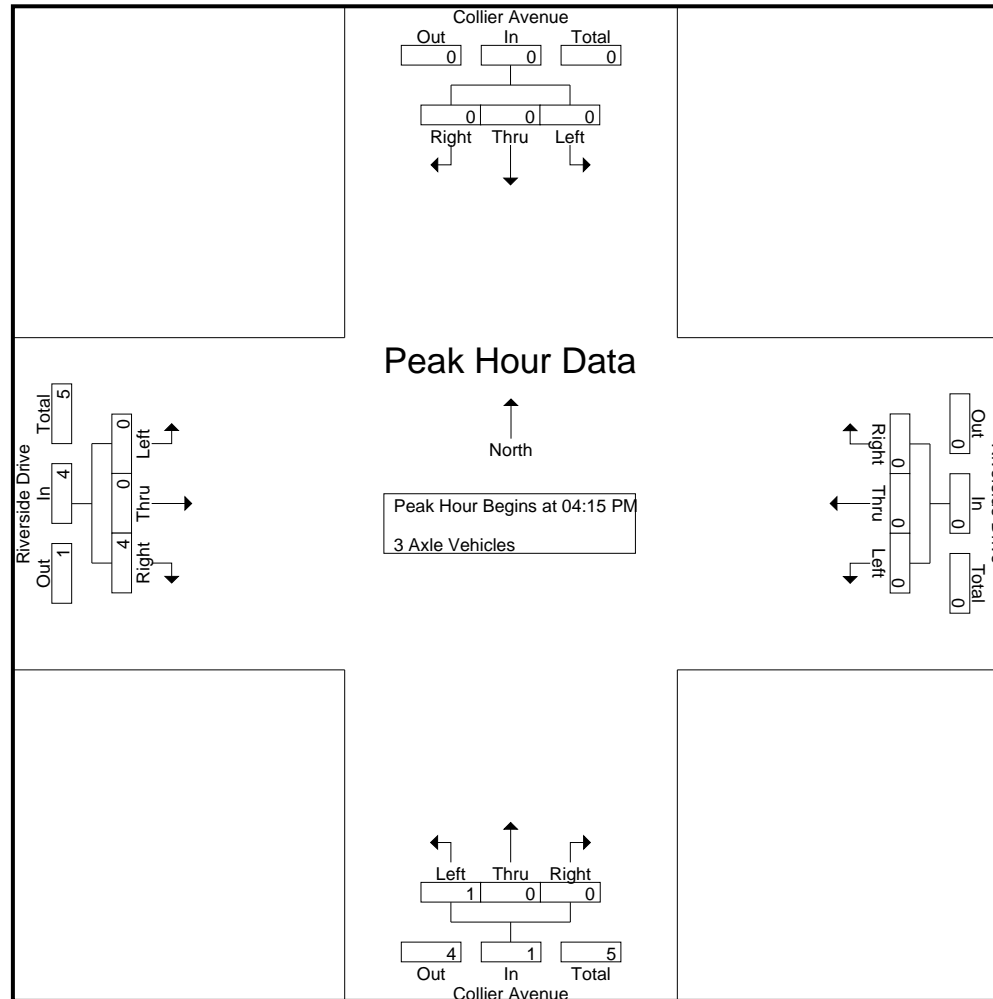 Collier Avenue
Out In Total
0 0 0
0 0 0
Right Thru Left
Peak Hour Data
North
Peak Hour Begins at 04:15 PM
3 Axle Vehicles
Riverside Drive
Out In Total
1 4 5
Left Thru Right
0 0 4
Out In Total
0 0 0
Right Thru Left
0 0 0
Left Thru Right
1 0 0
4 1 5
Out In Total
Collier Avenue